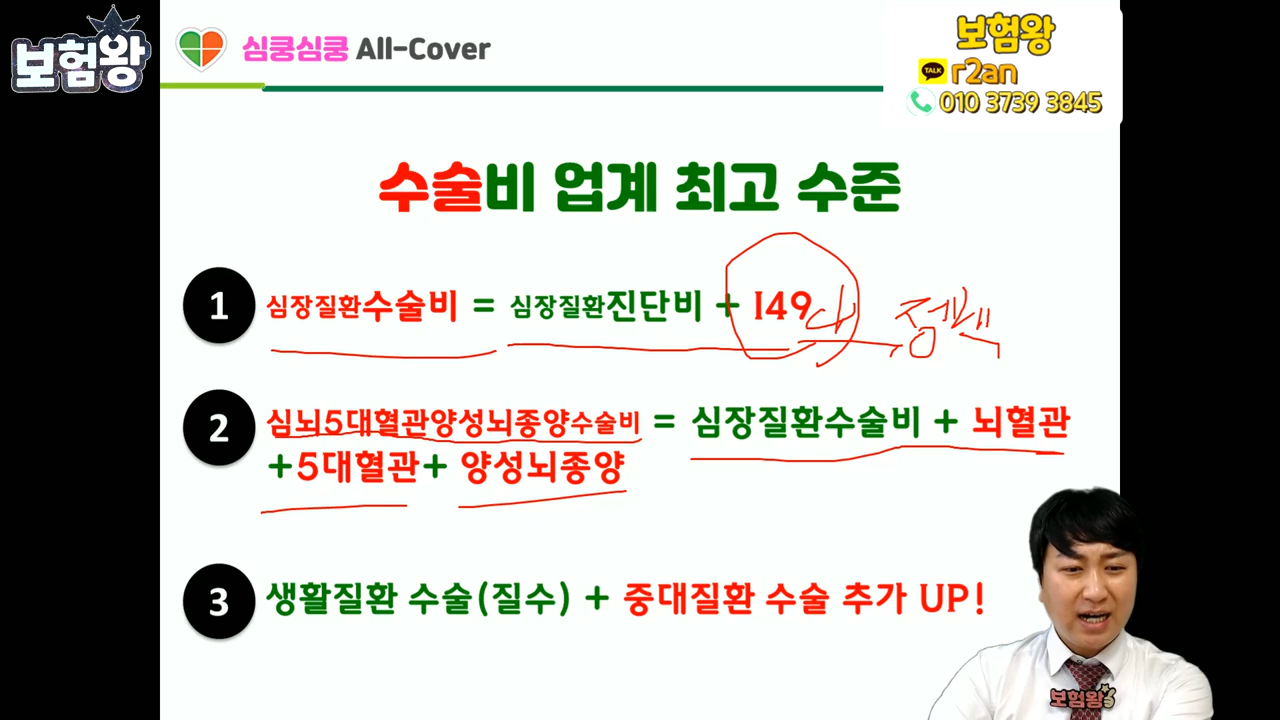 보험왕
심쿵심쿵 All-Cover
보험왕
TALK r2an
010 3739 3845
수술비 업계 최고 수준
1 심장질환수술비 = 심장질환진단비 + I49
2 심뇌5대혈관양성뇌종양수술비 = 심장질환수술비 + 뇌혈관
+5대혈관+ 양성뇌종양
3 생활질환 수술(질수) + 중대질환 수술 추가 UP!
보험왕